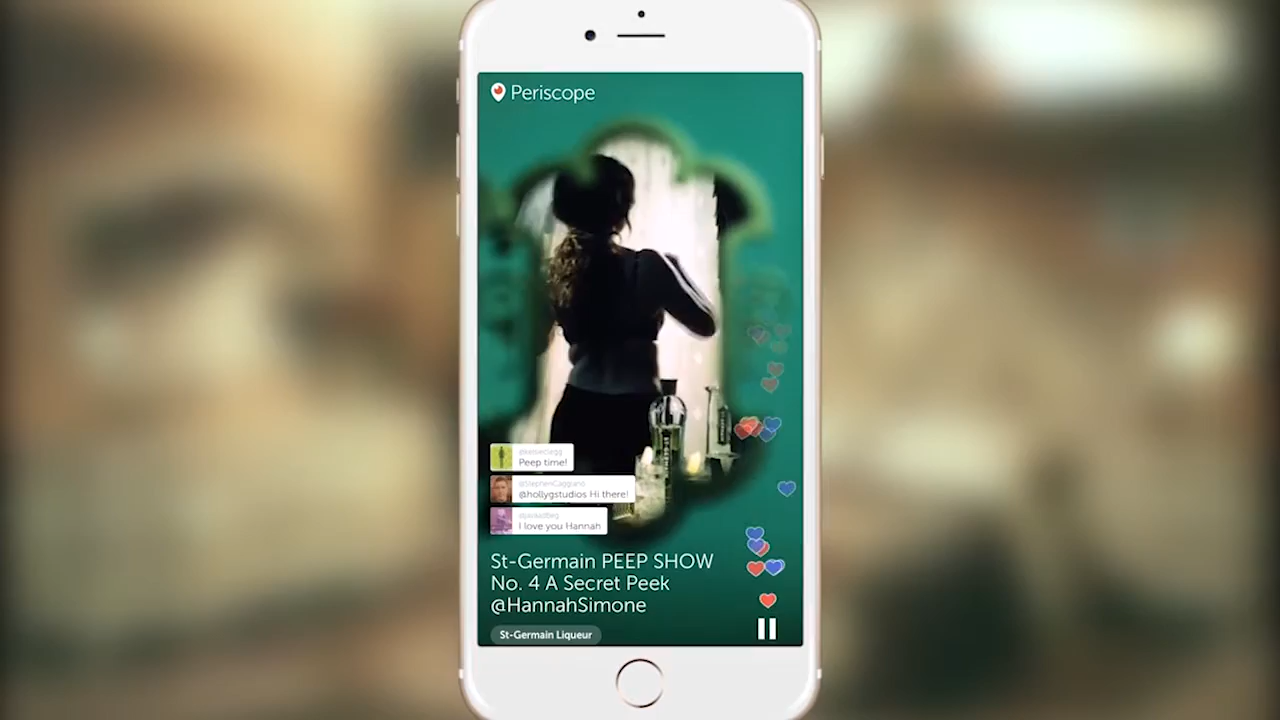 Periscope
Peep time!
@StephenCaggiano
@hollygstudios Hi there!
I love you Hannah
St-Germain PEEP SHOW
No. 4 A Secret Peek
@HannahSimone
St-Germain Liqueur